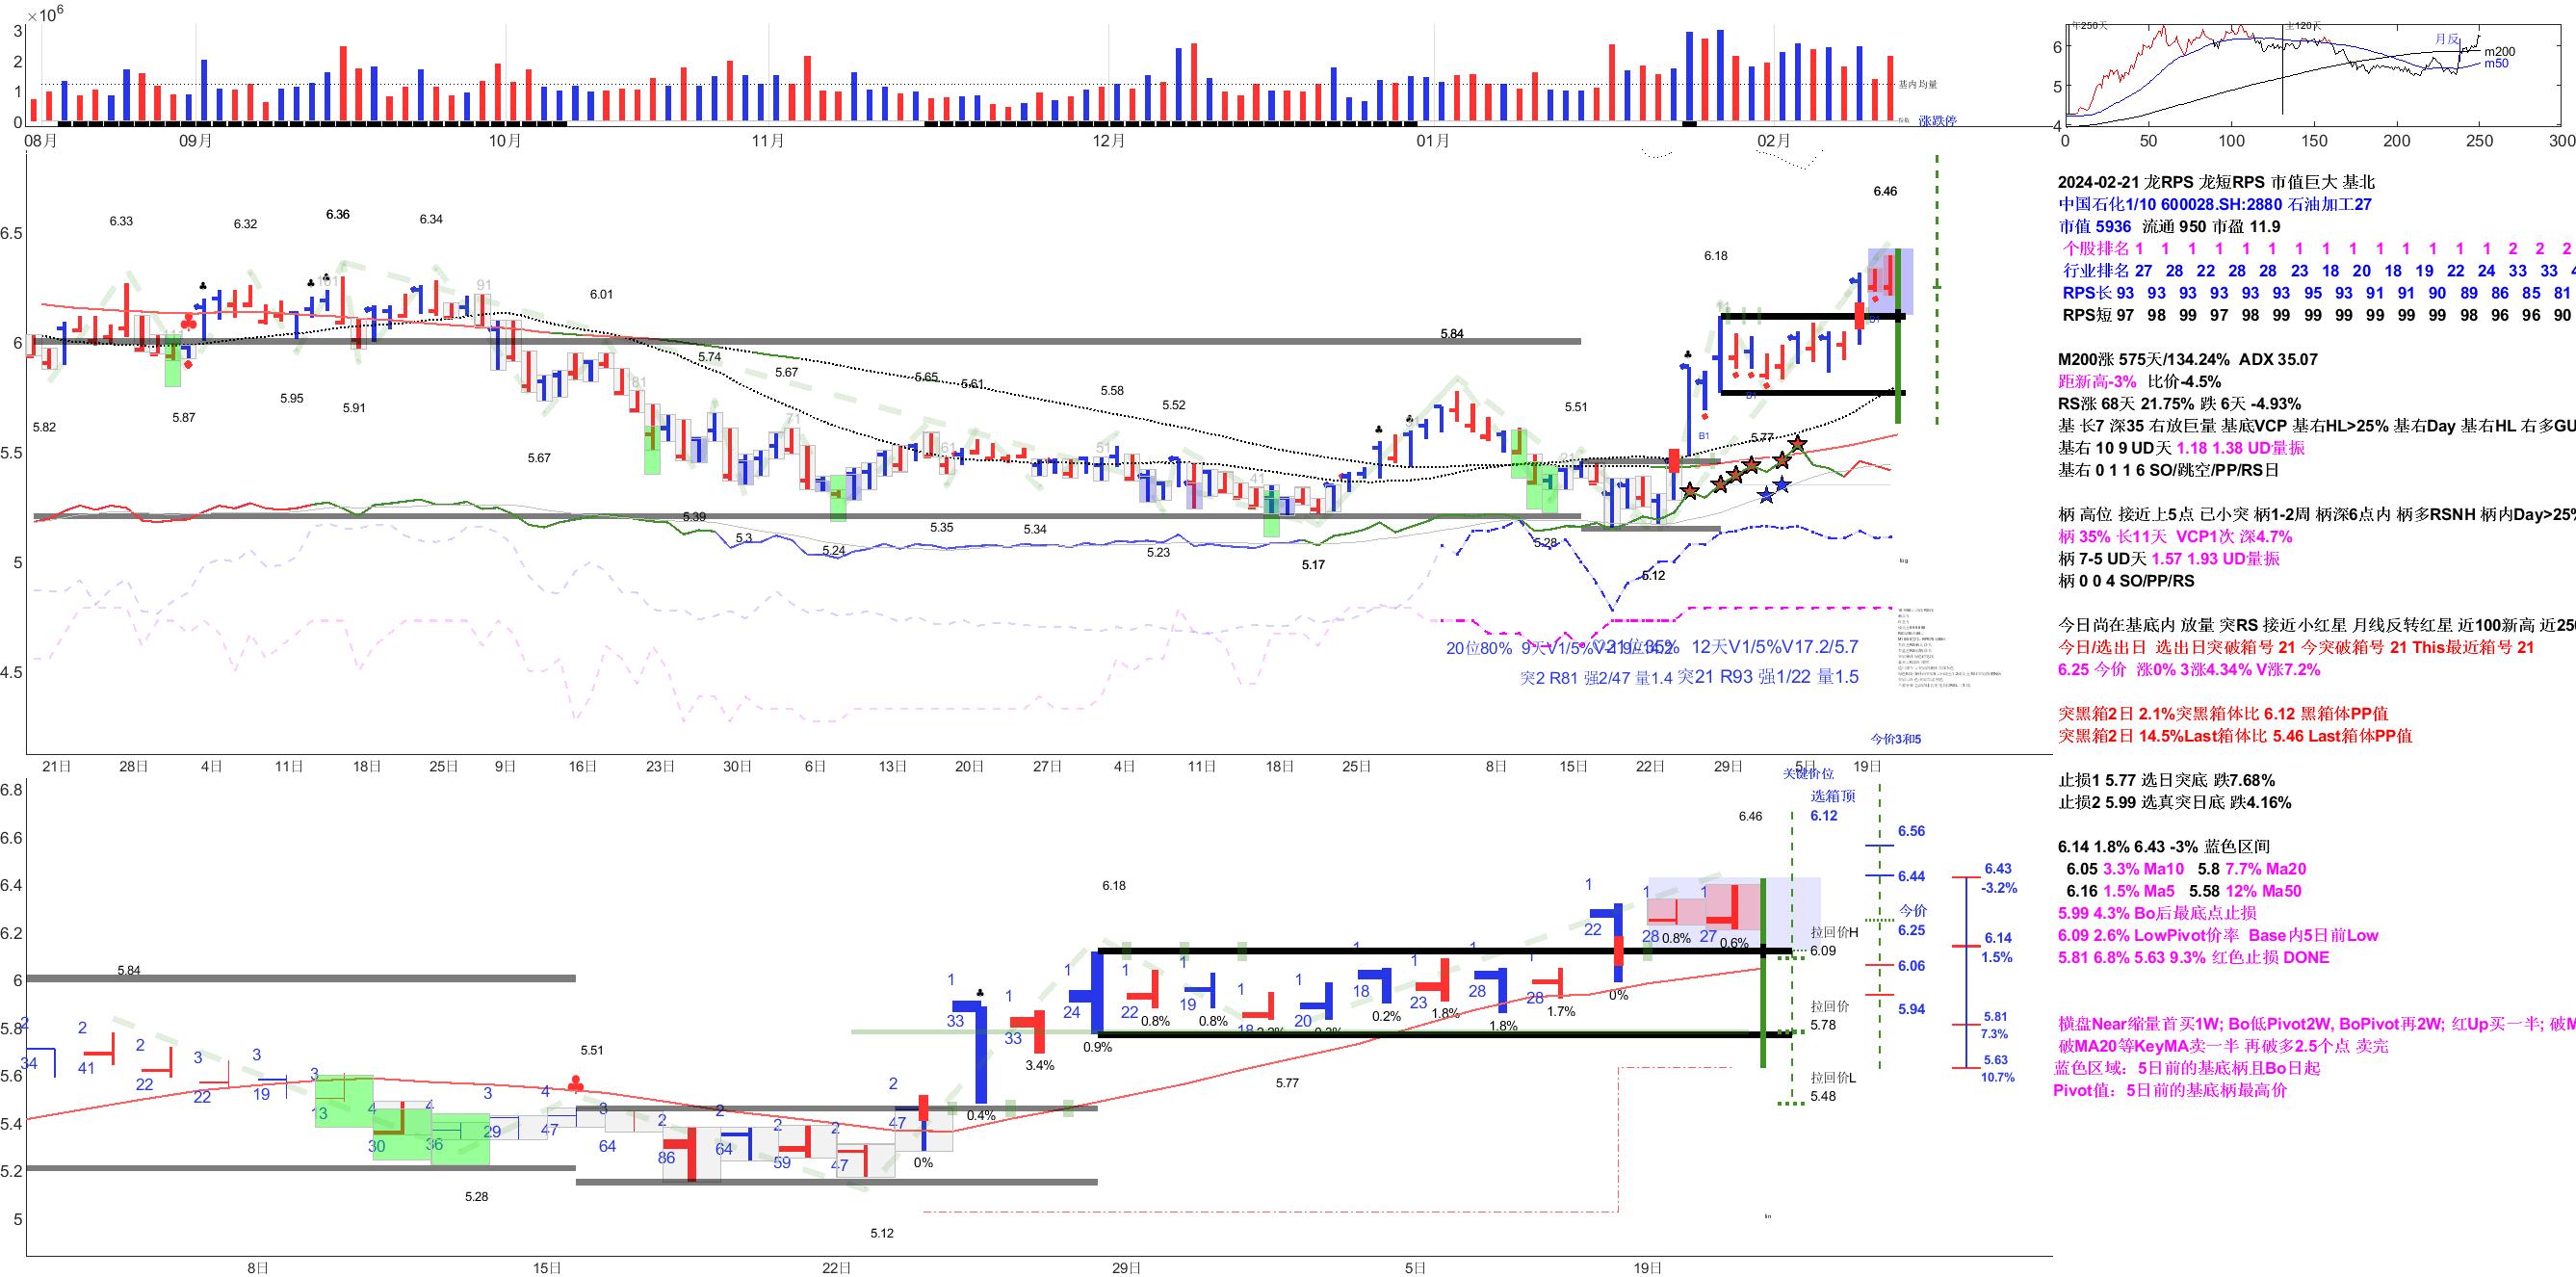 ×10⁶
3
2
1
0
基内均量
涨跌停
08月 09月 10月 11月 12月 01月 02月
年250天 主120天
月反
m200
m50
6
5
4
0 50 100 150 200 250 300
6.5
6
5.5
5
4.5
6.33 6.32 6.36 6.34
6.01
5.84
6.18
6.46
5.82 5.87 5.95 5.91
5.74 5.67 5.65 5.61 5.58 5.52 5.51
5.67 5.39 5.3 5.24 5.35 5.34 5.23 5.17 5.28 5.12 5.77
91 81 71 61 51 41
B1
20位80%
12天V1/5%V17.2/5.7
突2 R81 强2/47 量1.4 突21 R93 强1/22 量1.5
今价3和5
21日 28日 4日 11日 18日 25日 9日 16日 23日 30日 6日 13日 20日 27日 4日 11日 18日 25日 8日 15日 22日 29日 5日 19日
2024-02-21 龙RPS 龙短RPS 市值巨大 基北
中国石化1/10 600028.SH:2880 石油加工27
市值 5936 流通 950 市盈 11.9
个股排名 1 1 1 1 1 1 1 1 1 1 1 1 1 1 2 2 2
行业排名 27 28 22 28 28 23 18 20 18 19 22 24 33 33
RPS长 93 93 93 93 93 93 95 93 91 91 90 89 86 85 81
RPS短 97 98 99 97 98 99 99 99 99 99 99 98 96 96 90
M200涨 575天/134.24% ADX 35.07
距新高-3% 比价-4.5%
RS涨 68天 21.75% 跌 6天 -4.93%
基 长7 深35 右放巨量 基底VCP 基右HL>25% 基右Day 基右HL 右多GU
基右 10 9 UD天 1.18 1.38 UD量振
基右 0 1 1 6 SO/跳空/PP/RS日
柄 高位 接近上5点 已小突 柄1-2周 柄深6点内 柄多RSNH 柄内Day>25%
柄 35% 长11天 VCP1次 深4.7%
柄 7-5 UD天 1.57 1.93 UD量振
柄 0 0 4 SO/PP/RS
今日尚在基底内 放量 突RS 接近小红星 月线反转红星 近100新高 近250
今日/选出日 选出日突破箱号 21 今突破箱号 21 This最近箱号 21
6.25 今价 涨0% 3涨4.34% V涨7.2%
突黑箱2日 2.1%突黑箱体比 6.12 黑箱体PP值
突黑箱2日 14.5%Last箱体比 5.46 Last箱体PP值
止损1 5.77 选日突底 跌7.68%
止损2 5.99 选真突日底 跌4.16%
6.14 1.8% 6.43 -3% 蓝色区间
6.05 3.3% Ma10 5.8 7.7% Ma20
6.16 1.5% Ma5 5.58 12% Ma50
5.99 4.3% Bo后最底点止损
6.09 2.6% LowPivot价率 Base内5日前Low
5.81 6.8% 5.63 9.3% 红色止损 DONE
横盘Near缩量首买1W; Bo低Pivot2W, BoPivot再2W; 红Up买一半; 破M
破MA20等KeyMA卖一半 再破多2.5个点 卖完
蓝色区域：5日前的基底柄且Bo日起
Pivot值：5日前的基底柄最高价
6.8
6.6
6.4
6.2
6
5.8
5.6
5.4
5.2
5
关键价位
选箱顶
6.12
6.46
6.18
5.84
5.51
5.28
5.12
5.77
拉回价H
6.09
拉回价
5.78
拉回价L
5.48
6.56
6.44
今价
6.25
6.06
5.94
6.43
-3.2%
6.14
1.5%
5.81
7.3%
5.63
10.7%
34 41 22 22 19 13 30 36 29 47 64 86 64 59 47 47 33 33 24 22 19 18 20 18 23 28 28 22 28 27
0% 0.4% 3.4% 0.9% 0.8% 0.8% 0.2% 1.8% 1.8% 1.7% 0% 0.8% 0.6%
8日 15日 22日 29日 5日 19日